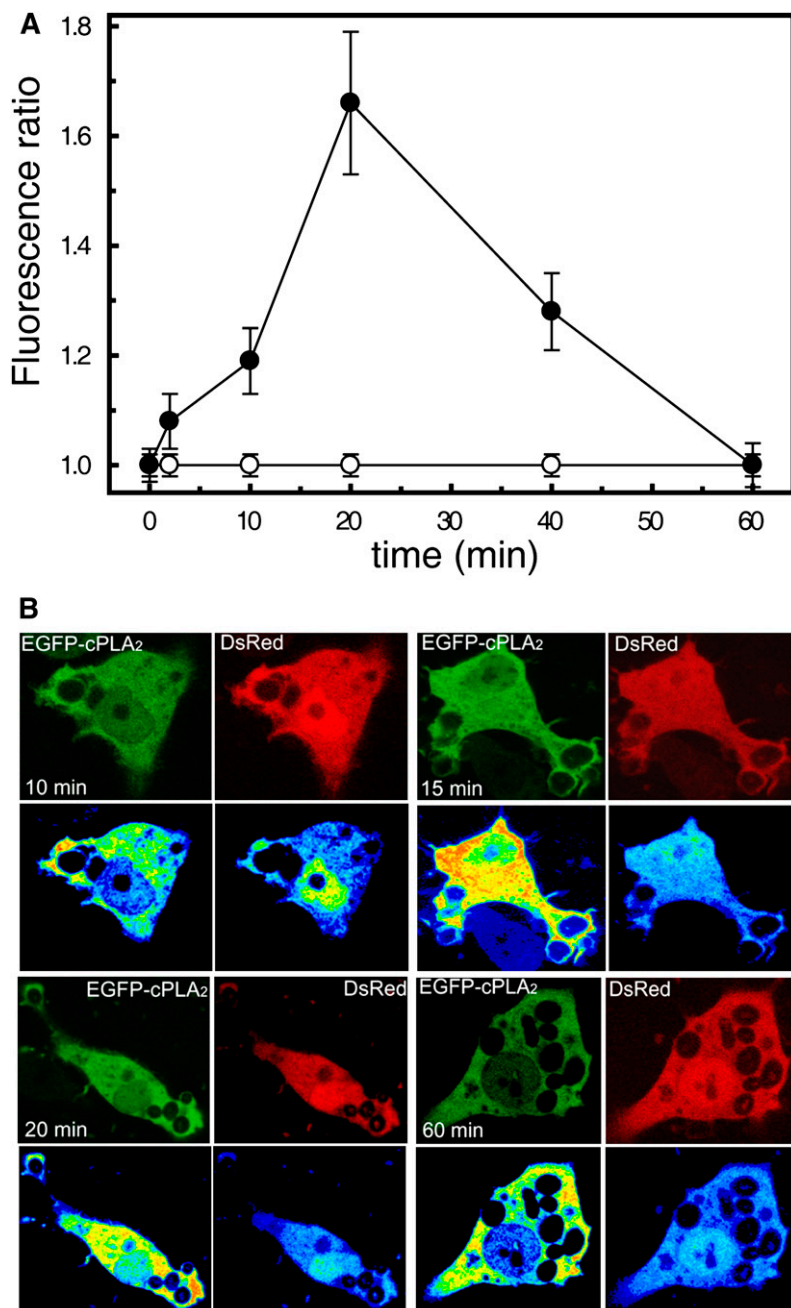 A
1.8
1.6
1.4
1.2
1.0
Fluorescence ratio
0 10 20 30 40 50 60
time (min)
B
EGFP-cPLA₂ DsRed EGFP-cPLA₂ DsRed
10 min 15 min
EGFP-cPLA₂ DsRed EGFP-cPLA₂ DsRed
20 min 60 min